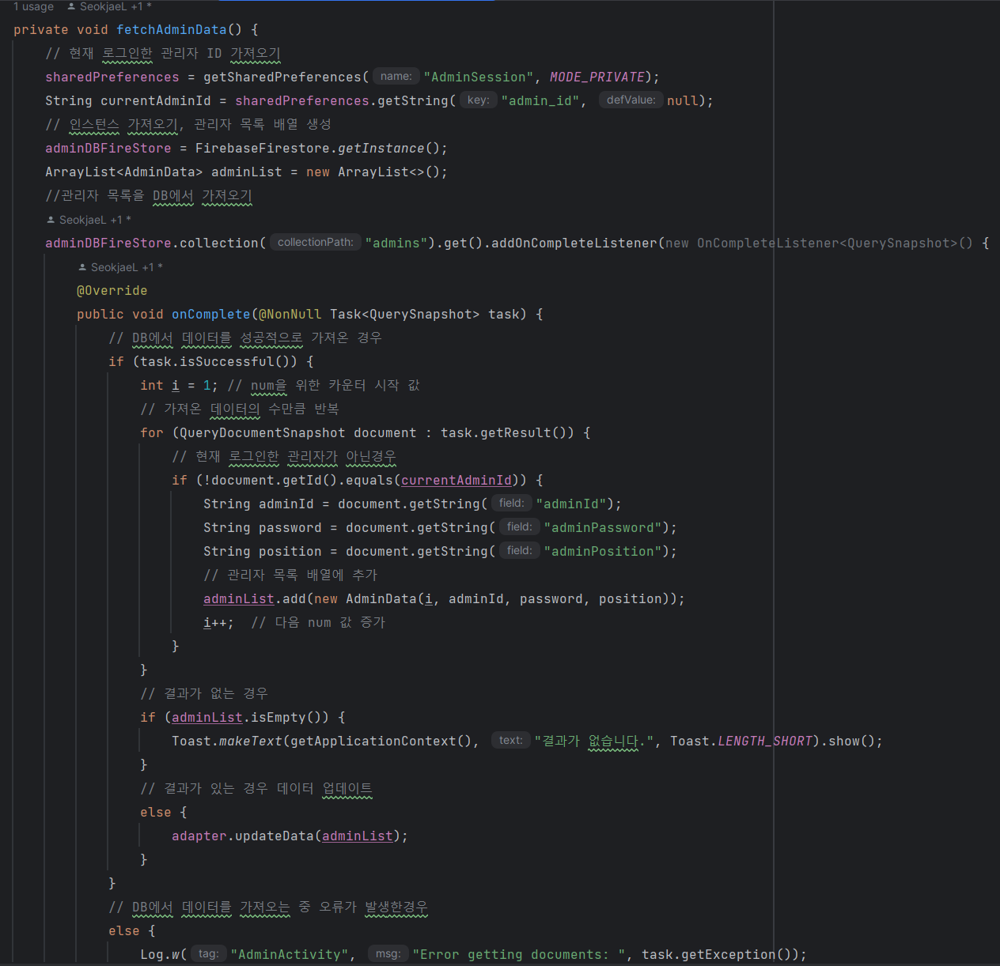 1 usage SeokjaeL +1 *
private void fetchAdminData() {
// 현재 로그인한 관리자 ID 가져오기
sharedPreferences = getSharedPreferences( name: "AdminSession", MODE_PRIVATE);
String currentAdminId = sharedPreferences.getString( key: "admin_id", defValue: null);
// 인스턴스 가져오기, 관리자 목록 배열 생성
adminDBFireStore = FirebaseFirestore.getInstance();
ArrayList<AdminData> adminList = new ArrayList<>();
//관리자 목록을 DB에서 가져오기
SeokjaeL +1 *
adminDBFireStore.collection( collectionPath: "admins").get().addOnCompleteListener(new OnCompleteListener<QuerySnapshot>() {
SeokjaeL +1 *
@Override
public void onComplete(@NonNull Task<QuerySnapshot> task) {
// DB에서 데이터를 성공적으로 가져온 경우
if (task.isSuccessful()) {
int i = 1; // num을 위한 카운터 시작 값
// 가져온 데이터의 수만큼 반복
for (QueryDocumentSnapshot document : task.getResult()) {
// 현재 로그인한 관리자가 아닌경우
if (!document.getId().equals(currentAdminId)) {
String adminId = document.getString( field: "adminId");
String password = document.getString( field: "adminPassword");
String position = document.getString( field: "adminPosition");
// 관리자 목록 배열에 추가
adminList.add(new AdminData(i, adminId, password, position));
i++; // 다음 num 값 증가
}
}
// 결과가 없는 경우
if (adminList.isEmpty()) {
Toast.makeText(getApplicationContext(), text: "결과가 없습니다.", Toast.LENGTH_SHORT).show();
}
// 결과가 있는 경우 데이터 업데이트
else {
adapter.updateData(adminList);
}
}
// DB에서 데이터를 가져오는 중 오류가 발생한경우
else {
Log.w( tag: "AdminActivity", msg: "Error getting documents: ", task.getException());